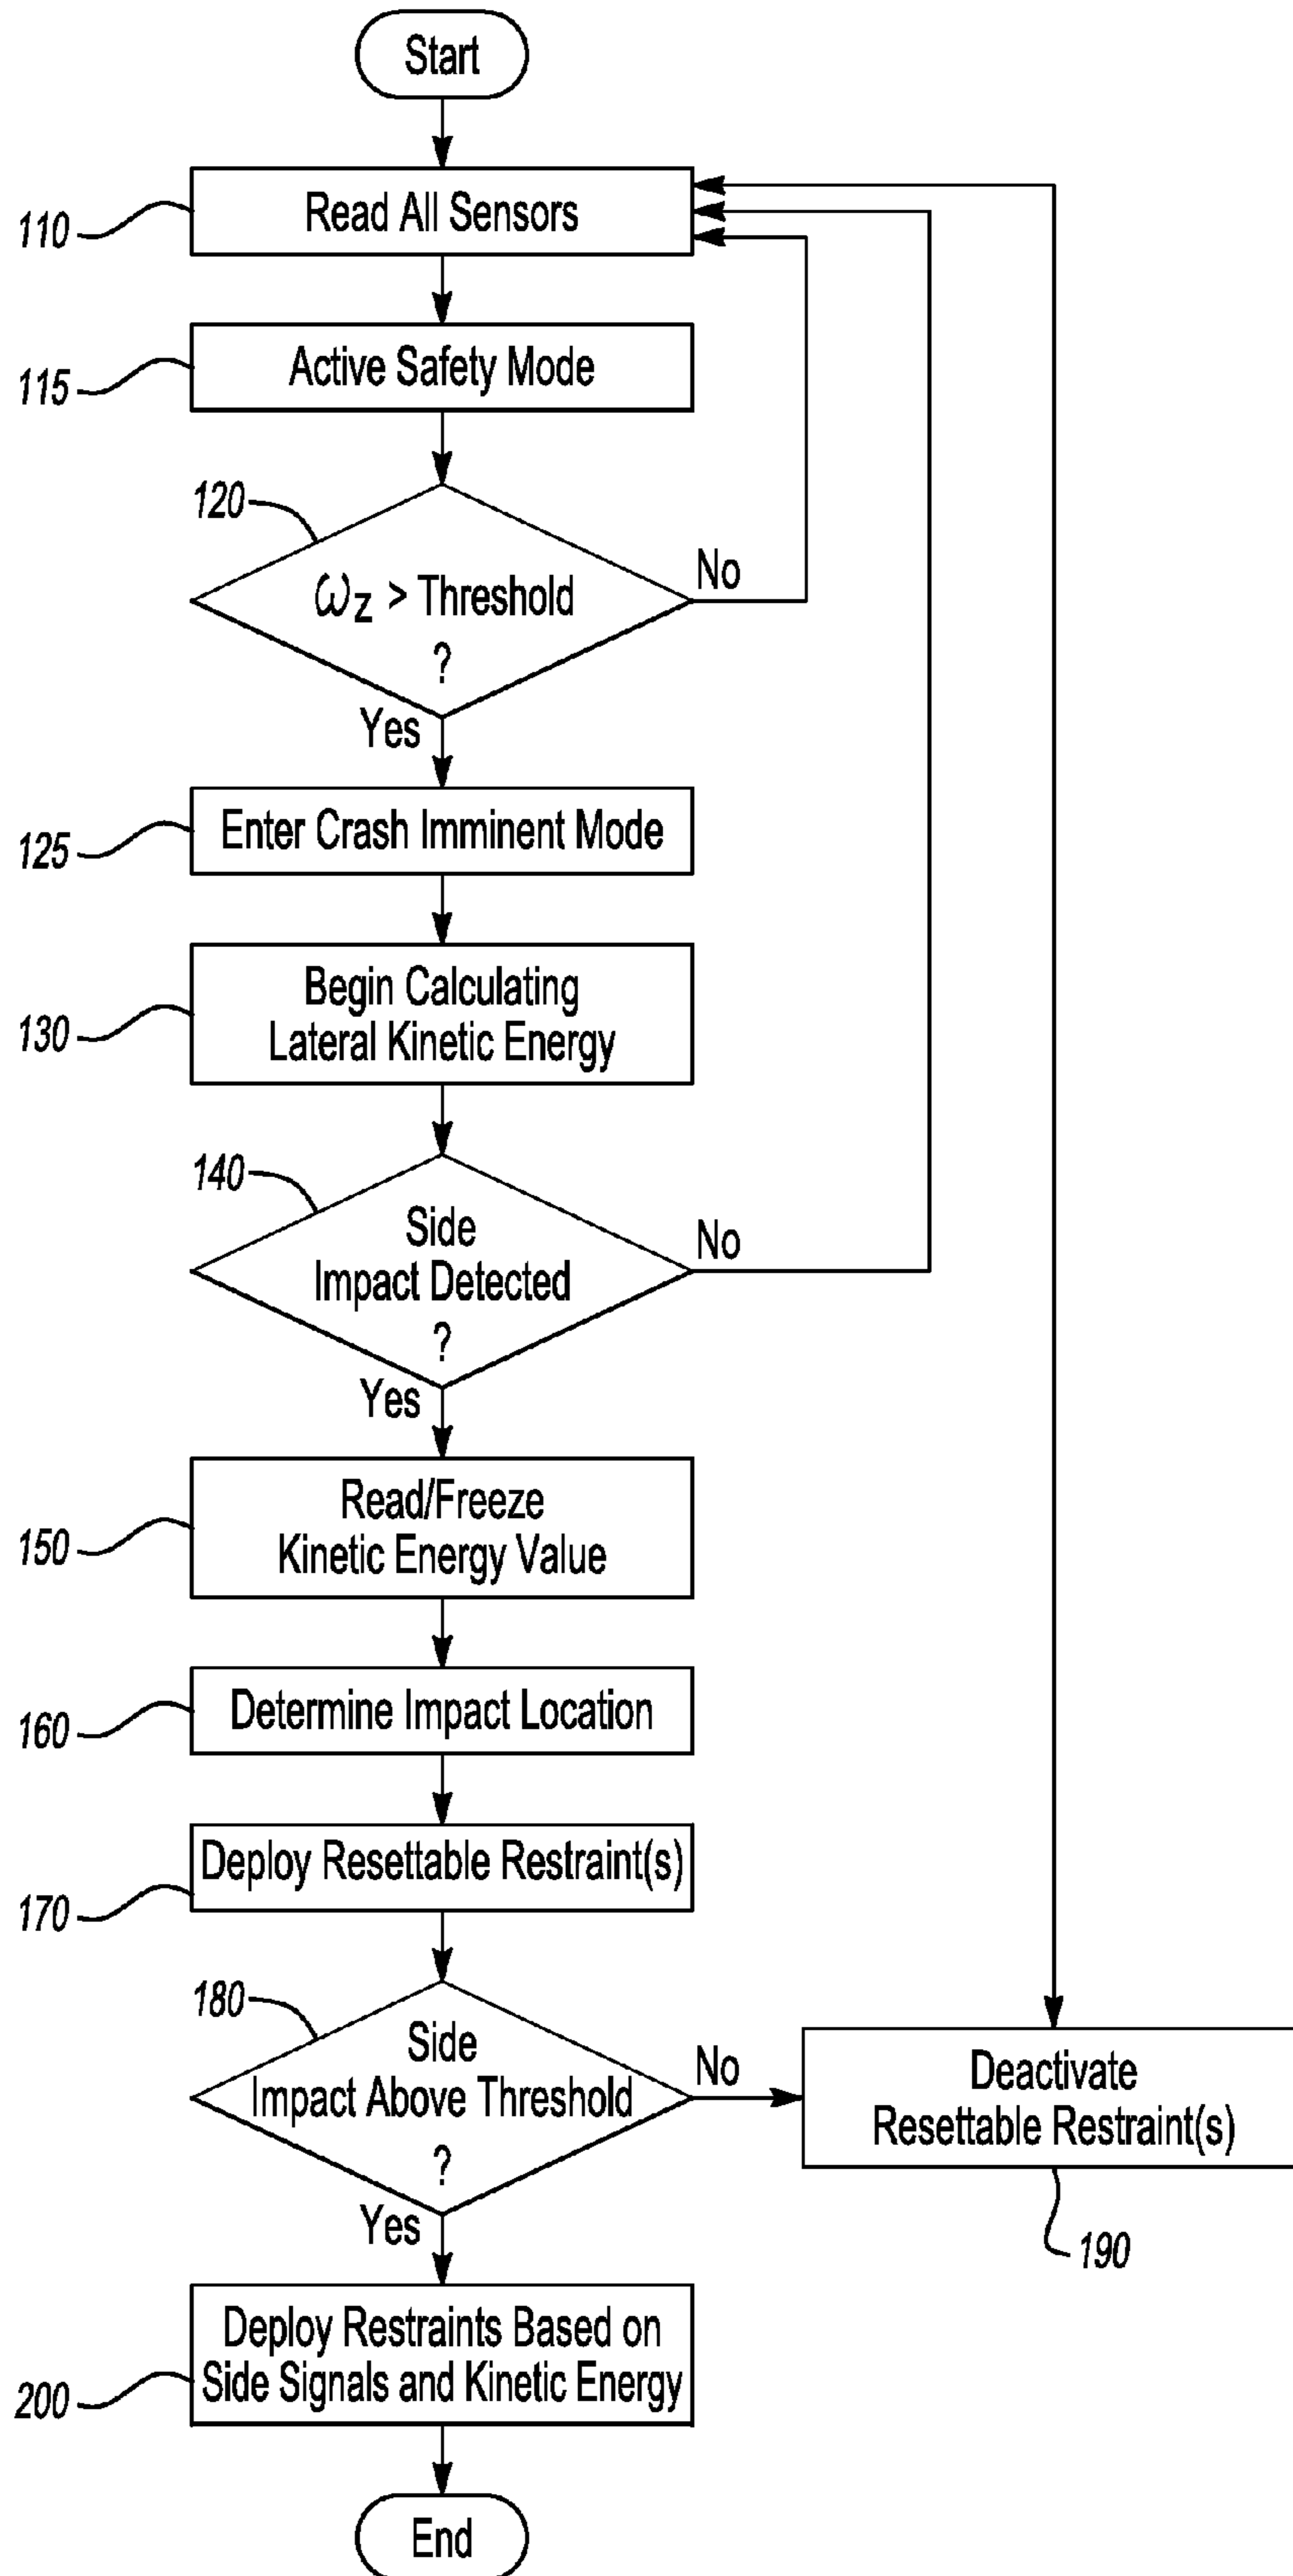 Start
110
Read All Sensors
115
Active Safety Mode
120
ωz > Threshold
?
No
Yes
125
Enter Crash Imminent Mode
130
Begin Calculating
Lateral Kinetic Energy
140
Side
Impact Detected
?
No
Yes
150
Read/Freeze
Kinetic Energy Value
160
Determine Impact Location
170
Deploy Resettable Restraint(s)
180
Side
Impact Above Threshold
?
No
Deactivate
Resettable Restraint(s)
190
Yes
200
Deploy Restraints Based on
Side Signals and Kinetic Energy
End